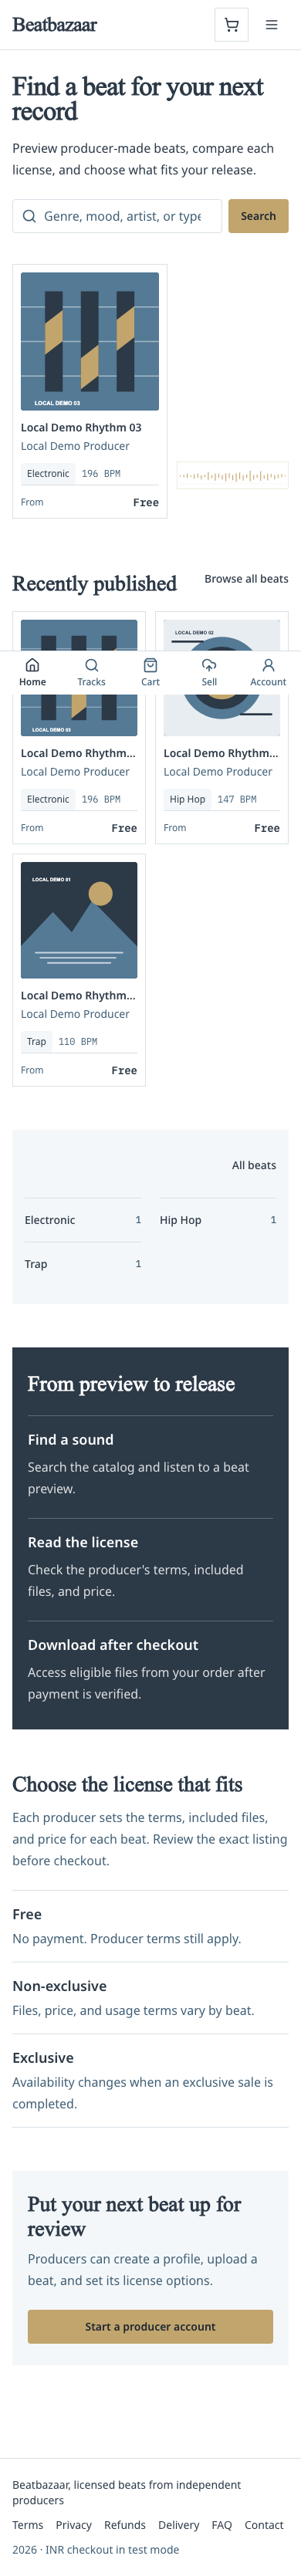 Beatbazaar
Find a beat for your next
record
Preview producer-made beats, compare each
license, and choose what fits your release.
Genre, mood, artist, or type
Search
LOCAL DEMO 03
Local Demo Rhythm 03
Local Demo Producer
Electronic 196 BPM
From Free
Recently published
Browse all beats
LOCAL DEMO 02
Home Tracks Cart Sell Account
LOCAL DEMO 03
Local Demo Rhythm...
Local Demo Producer
Electronic 196 BPM
From Free
Local Demo Rhythm...
Local Demo Producer
Hip Hop 147 BPM
From Free
LOCAL DEMO 01
Local Demo Rhythm...
Local Demo Producer
Trap 110 BPM
From Free
All beats
Electronic 1
Hip Hop 1
Trap 1
From preview to release
Find a sound
Search the catalog and listen to a beat
preview.
Read the license
Check the producer's terms, included
files, and price.
Download after checkout
Access eligible files from your order after
payment is verified.
Choose the license that fits
Each producer sets the terms, included files,
and price for each beat. Review the exact listing
before checkout.
Free
No payment. Producer terms still apply.
Non-exclusive
Files, price, and usage terms vary by beat.
Exclusive
Availability changes when an exclusive sale is
completed.
Put your next beat up for
review
Producers can create a profile, upload a
beat, and set its license options.
Start a producer account
Beatbazaar, licensed beats from independent
producers
Terms Privacy Refunds Delivery FAQ Contact
2026 · INR checkout in test mode